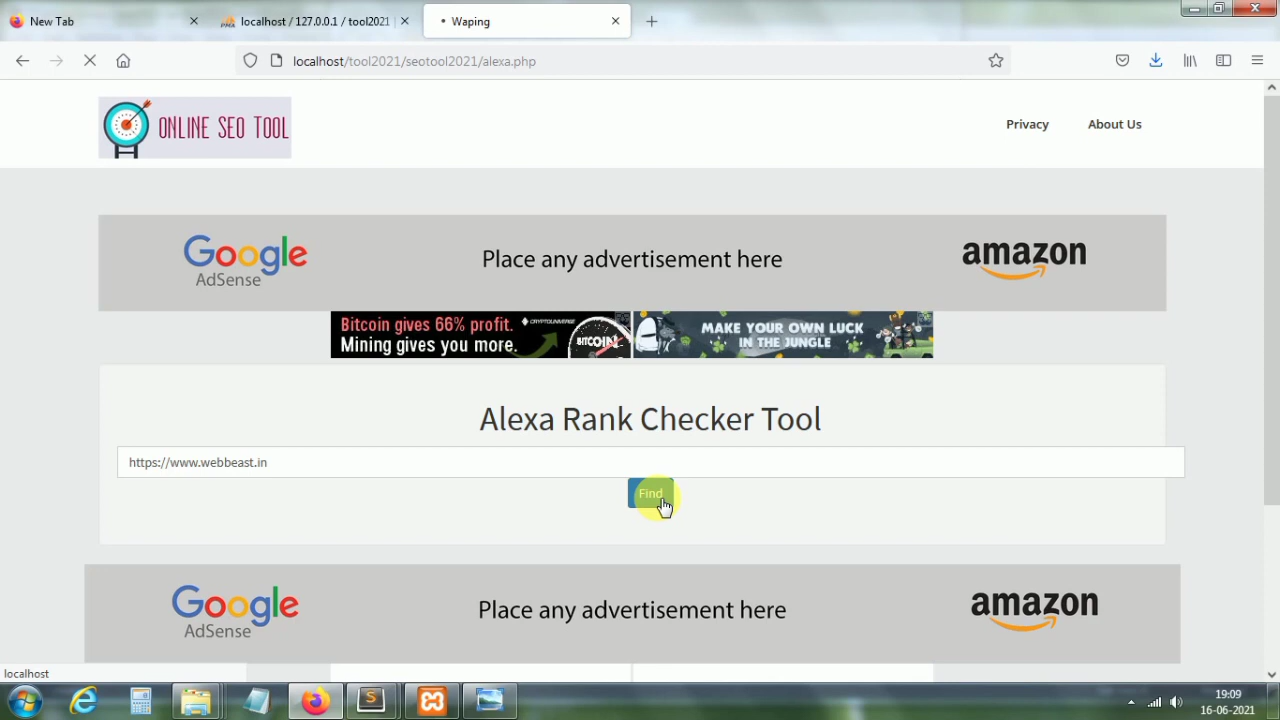 New Tab
localhost / 127.0.0.1 / tool2021 |
Waping
localhost/tool2021/seotool2021/alexa.php
ONLINE SEO TOOL
Privacy
About Us
Google
AdSense
Place any advertisement here
amazon
Bitcoin gives 66% profit.
Mining gives you more.
CRYPTOUNIVERSE
BITCOIN
MAKE YOUR OWN LUCK
IN THE JUNGLE
Alexa Rank Checker Tool
https://www.webbeast.in
Find
Google
AdSense
Place any advertisement here
amazon
localhost
19:09
16-06-2021